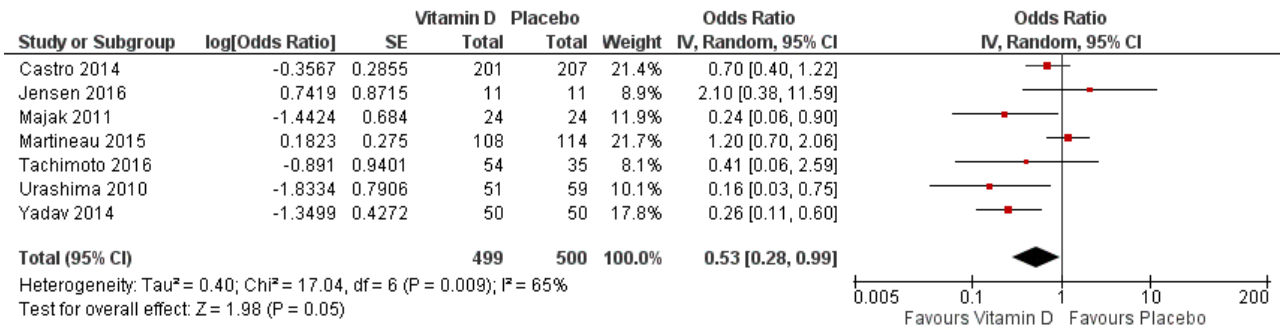 Vitamin D Placebo Odds Ratio Odds Ratio
Study or Subgroup log[Odds Ratio] SE Total Total Weight IV, Random, 95% CI IV, Random, 95% CI
Castro 2014 -0.3567 0.2855 201 207 21.4% 0.70 [0.40, 1.22]
Jensen 2016 0.7419 0.8715 11 11 8.9% 2.10 [0.38, 11.59]
Majak 2011 -1.4424 0.684 24 24 11.9% 0.24 [0.06, 0.90]
Martineau 2015 0.1823 0.275 108 114 21.7% 1.20 [0.70, 2.06]
Tachimoto 2016 -0.891 0.9401 54 35 8.1% 0.41 [0.06, 2.59]
Urashima 2010 -1.8334 0.7906 51 59 10.1% 0.16 [0.03, 0.75]
Yadav 2014 -1.3499 0.4272 50 50 17.8% 0.26 [0.11, 0.60]
Total (95% CI) 499 500 100.0% 0.53 [0.28, 0.99]
Heterogeneity: Tau² = 0.40; Chi² = 17.04, df = 6 (P = 0.009); I² = 65%
Test for overall effect: Z = 1.98 (P = 0.05)
0.005 0.1 1 10 200
Favours Vitamin D Favours Placebo